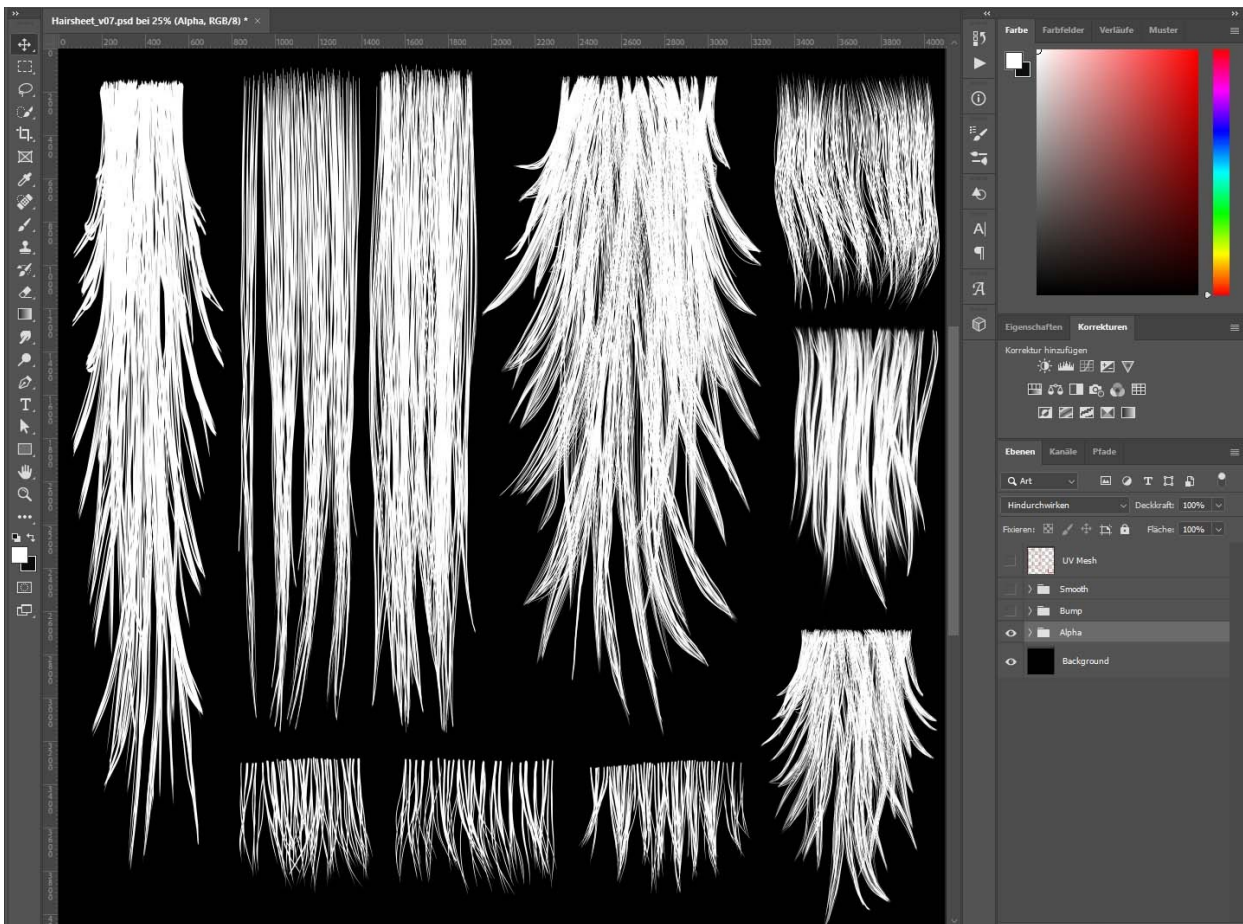 Hairsheet_v07.psd bei 25% (Alpha, RGB/8) * ×
0 200 400 600 800 1000 1200 1400 1600 1800 2000 2200 2400 2600 2800 3000 3200 3400 3600 3800 4000
Farbe Farbfelder Verläufe Muster
Eigenschaften Korrekturen
Korrektur hinzufügen
Ebenen Kanäle Pfade
Art
Hindurchwirken Deckkraft: 100%
Fixieren: Fläche: 100%
UV Mesh
Smooth
Bump
Alpha
Background